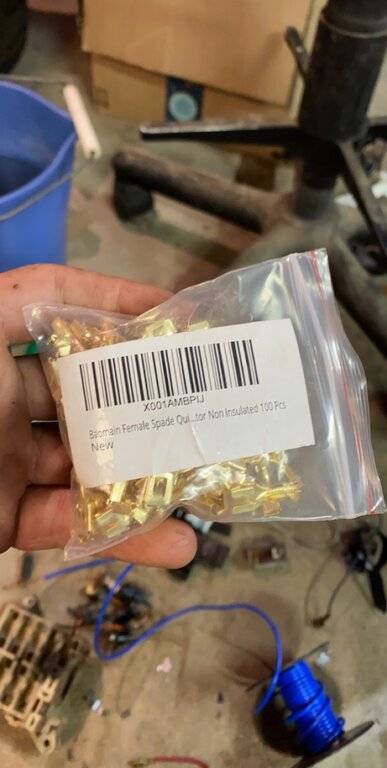 X001AMBPIJ
Baomain Female Spade Qui...tor Non Insulated 100 Pcs
New